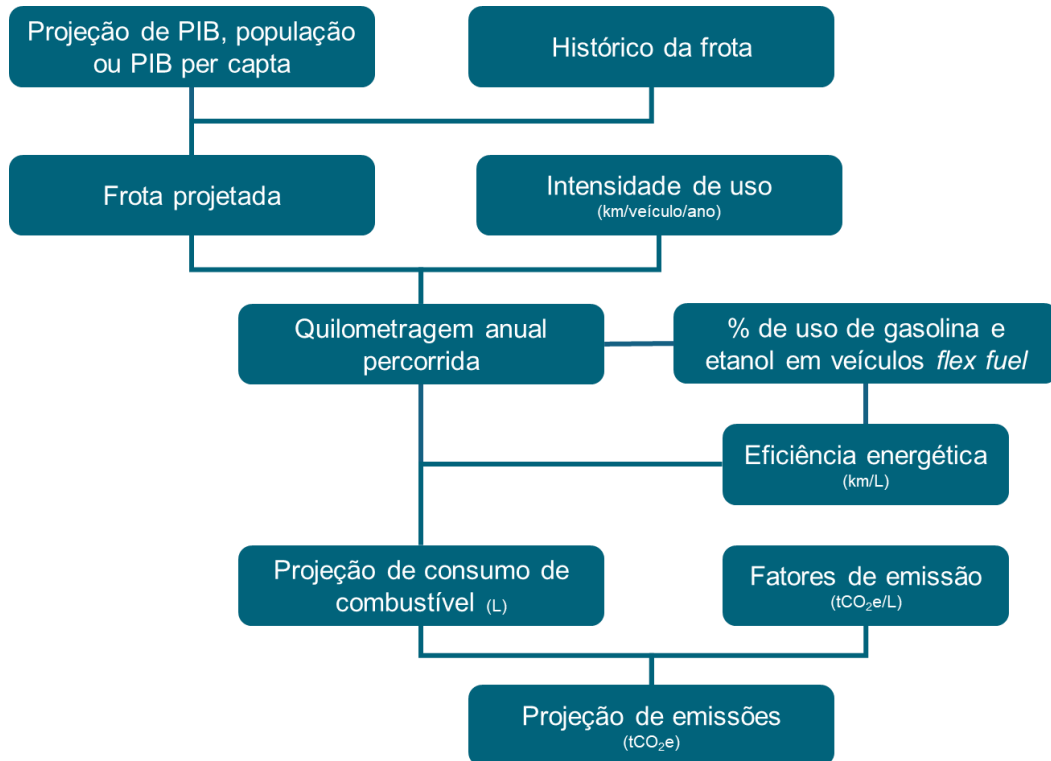 Projeção de PIB, população
ou PIB per capta
Histórico da frota
Frota projetada
Intensidade de uso
(km/veículo/ano)
Quilometragem anual
percorrida
% de uso de gasolina e
etanol em veículos flex fuel
Eficiência energética
(km/L)
Projeção de consumo de
combustível (L)
Fatores de emissão
(tCO₂e/L)
Projeção de emissões
(tCO₂e)